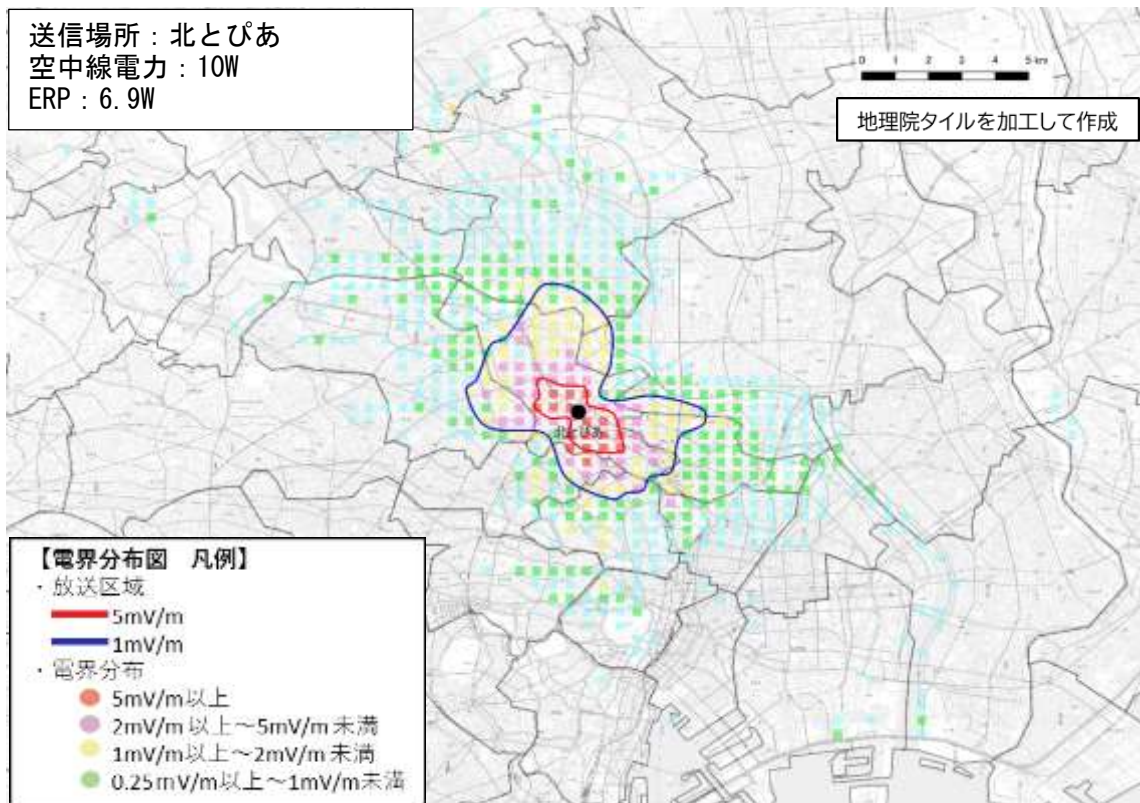 送信場所：北とぴあ
空中線電力：10W
ERP：6.9W
0 1 2 3 4 5 km
地理院タイルを加工して作成
北とぴあ
【電界分布図 凡例】
・放送区域
5mV/m
1mV/m
・電界分布
5mV/m以上
2mV/m以上～5mV/m未満
1mV/m以上～2mV/m未満
0.25mV/m以上～1mV/m未満